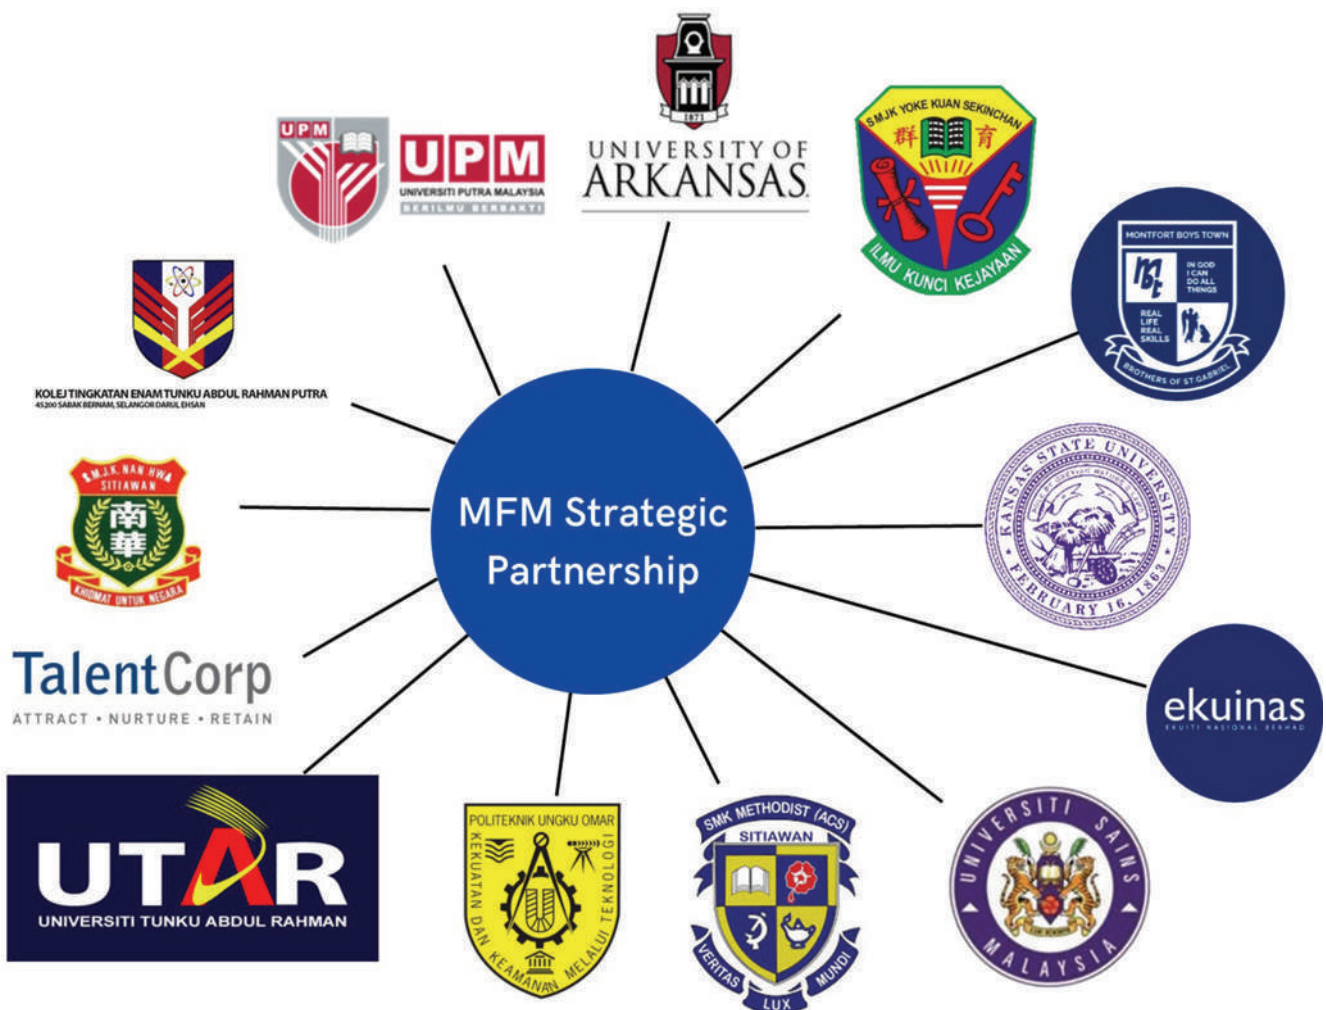 UNIVERSITY OF
ARKANSAS
1871
UPM
UPM
UNIVERSITI PUTRA MALAYSIA
BERILMU BERBAKTI
SMJK YOKE KUAN SEKINCHAN
群 育
ILMU KUNCI KEJAYAAN
MONTFORT BOYS TOWN
mbt
IN GOD
I CAN
DO ALL
THINGS
REAL
LIFE
REAL
SKILLS
BROTHERS OF ST.GABRIEL
KOLEJ TINGKATAN ENAM TUNKU ABDUL RAHMAN PUTRA
45200 SABAK BERNAM, SELANGOR DARUL EHSAN
S.M.J.K. NAN HWA
SITIAWAN
南
華
KHIDMAT UNTUK NEGARA
MFM Strategic
Partnership
KANSAS STATE UNIVERSITY
FEBRUARY 16, 1863
TalentCorp
ATTRACT • NURTURE • RETAIN
ekuinas
EKUITI NASIONAL BERHAD
UTAR
UNIVERSITI TUNKU ABDUL RAHMAN
POLITEKNIK UNGKU OMAR
KEKUATAN DAN KEAMANAN MELALUI TEKNOLOGI
U
SMK METHODIST (ACS)
SITIAWAN
VERITAS
LUX
MUNDI
UNIVERSITI SAINS
MALAYSIA